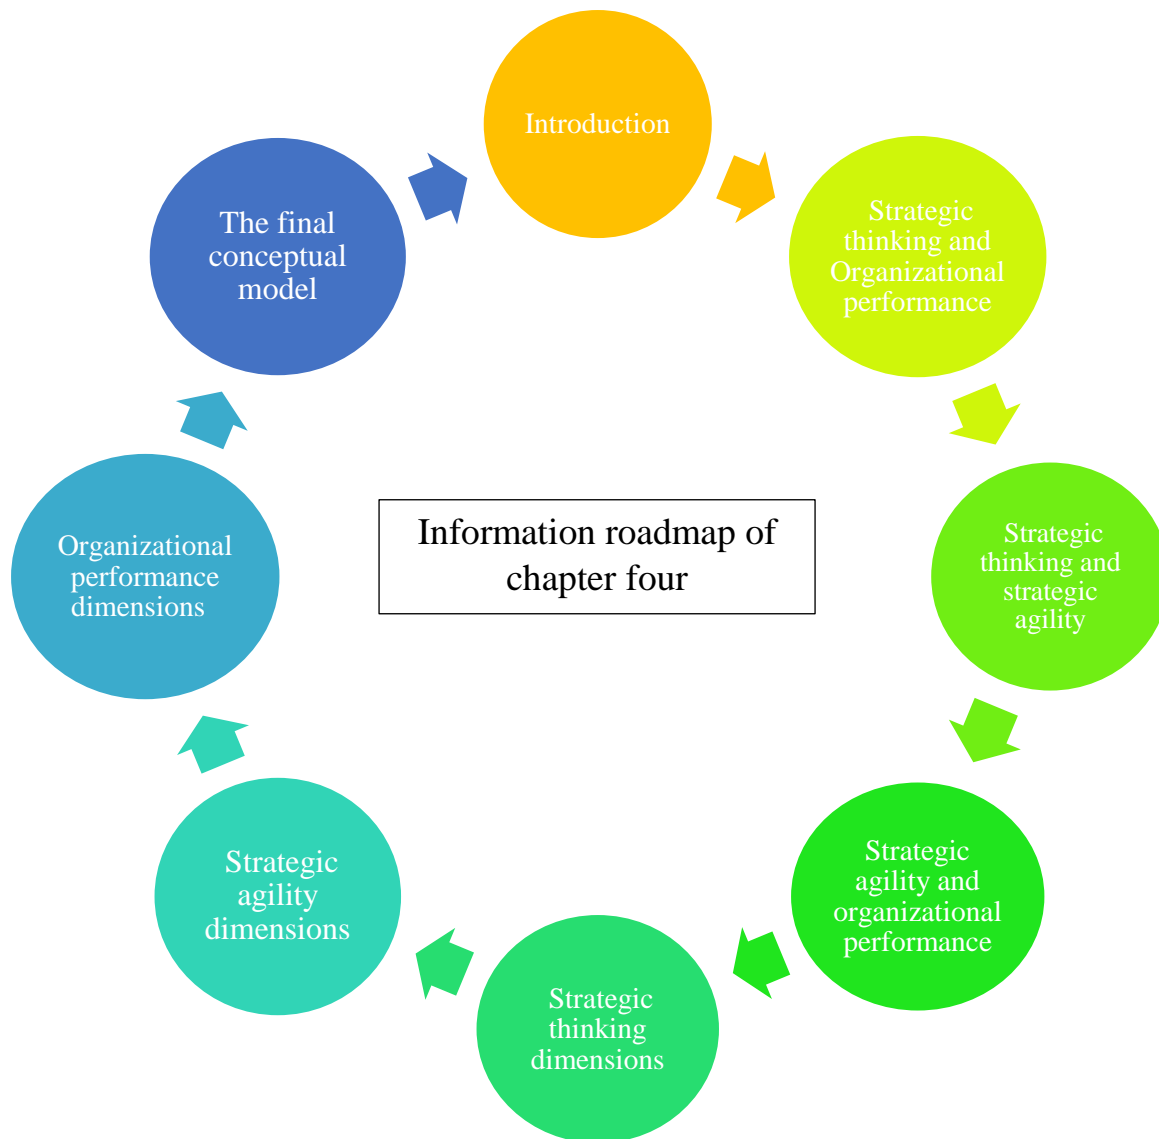 Introduction
Strategic
thinking and
Organizational
performance
Strategic
thinking and
strategic
agility
Strategic
agility and
organizational
performance
Strategic
thinking
dimensions
Strategic
agility
dimensions
Organizational
performance
dimensions
The final
conceptual
model
Information roadmap of
chapter four